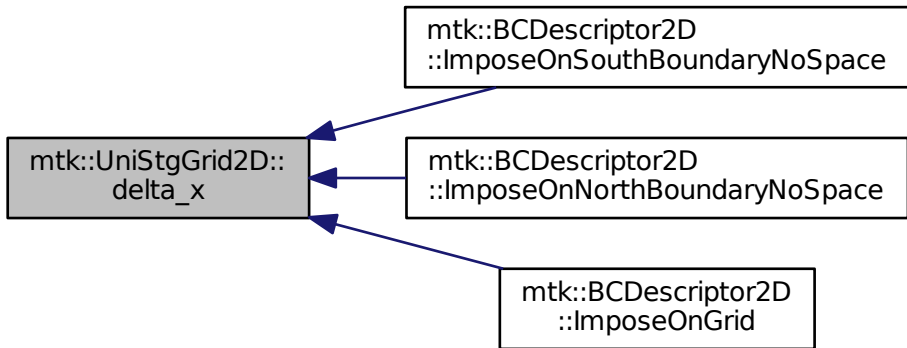 mtk::BCDescriptor2D
::ImposeOnSouthBoundaryNoSpace
mtk::UniStgGrid2D::
delta_x
mtk::BCDescriptor2D
::ImposeOnNorthBoundaryNoSpace
mtk::BCDescriptor2D
::ImposeOnGrid